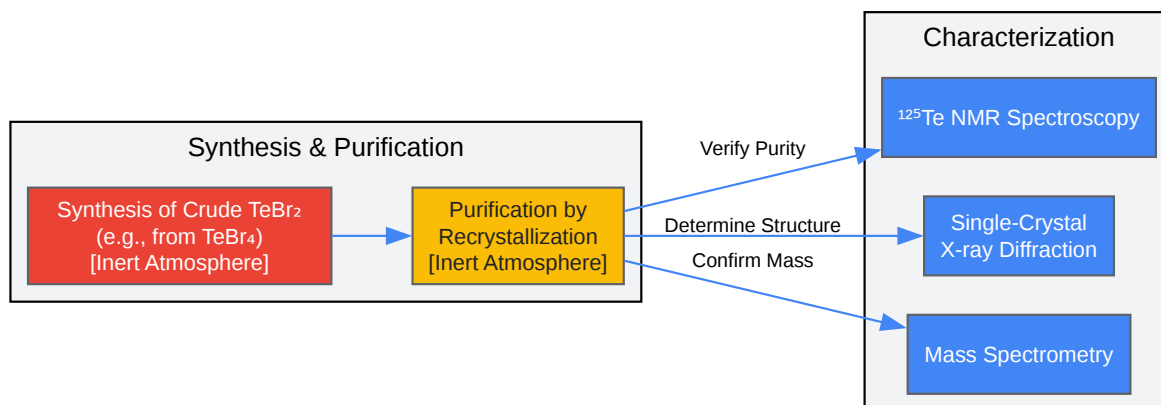 Synthesis & Purification
Synthesis of Crude TeBr₂
(e.g., from TeBr₄)
[Inert Atmosphere]
Purification by
Recrystallization
[Inert Atmosphere]
Verify Purity
Determine Structure
Confirm Mass
Characterization
¹²⁵Te NMR Spectroscopy
Single-Crystal
X-ray Diffraction
Mass Spectrometry